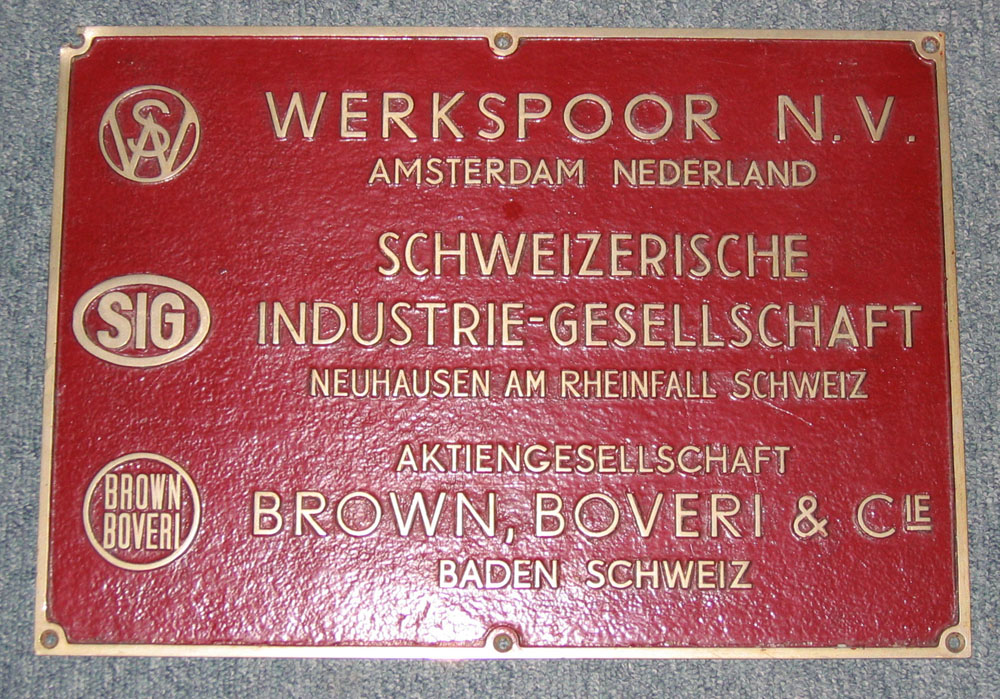 WSA
WERKSPOOR N.V.
AMSTERDAM NEDERLAND
SCHWEIZERISCHE
SIG
INDUSTRIE-GESELLSCHAFT
NEUHAUSEN AM RHEINFALL SCHWEIZ
AKTIENGESELLSCHAFT
BROWN
BOVERI
BROWN, BOVERI & CIE
BADEN SCHWEIZ